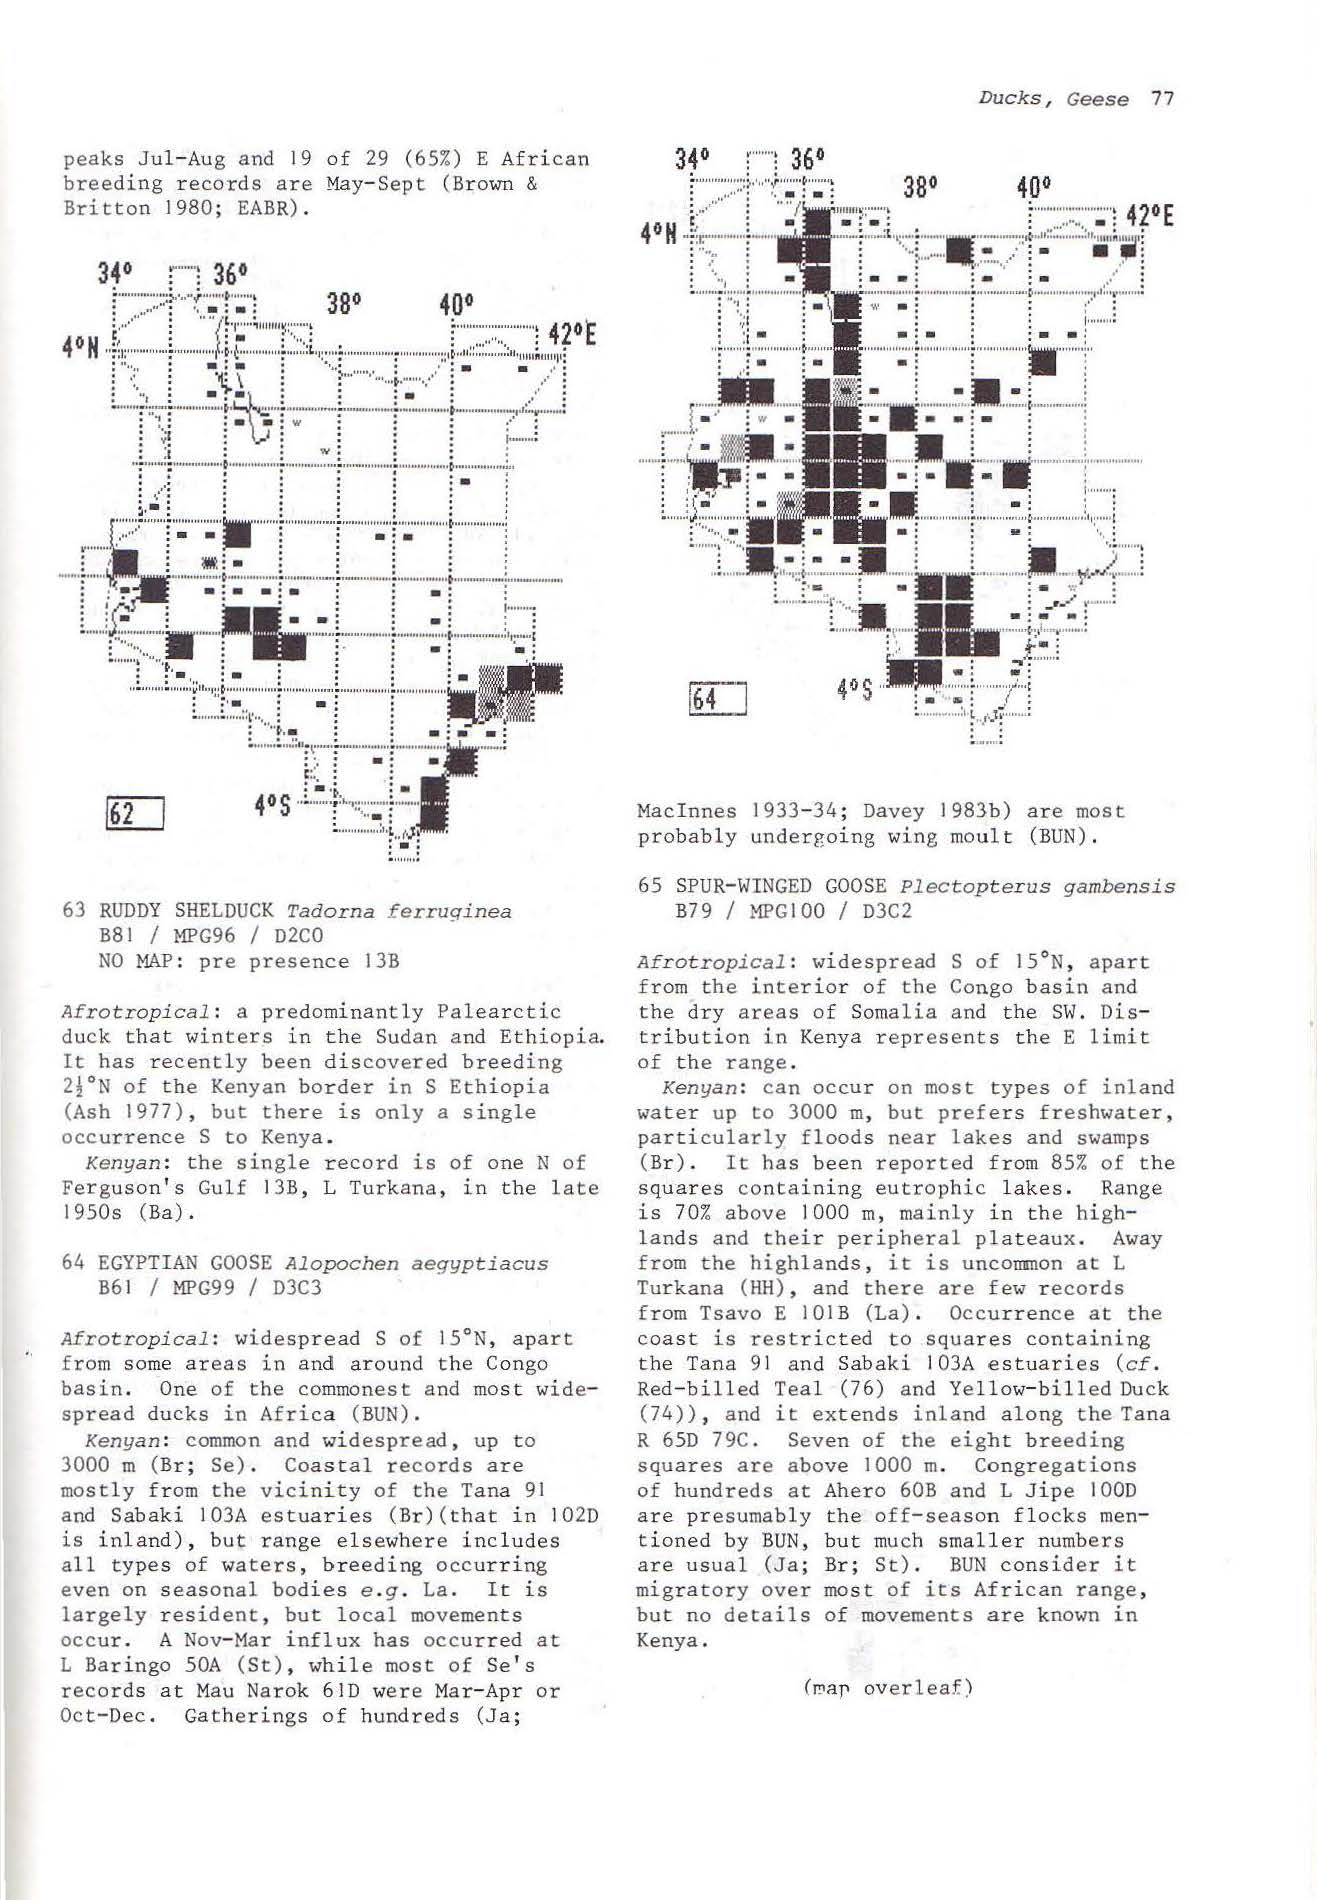 Ducks, Geese 77
peaks Jul-Aug and 19 of 29 (65%) E African
breeding records are May-Sept (Brown &
Britton 1980; EABR).
34° 36°
38° 40°
4°N 42°E
4°S
62
63 RUDDY SHELDUCK Tadorna ferruginea
B81 / MPG96 / D2C0
NO MAP: pre presence 13B
Afrotropical: a predominantly Palearctic
duck that winters in the Sudan and Ethiopia.
It has recently been discovered breeding
2½°N of the Kenyan border in S Ethiopia
(Ash 1977), but there is only a single
occurrence S to Kenya.
Kenyan: the single record is of one N of
Ferguson's Gulf 13B, L Turkana, in the late
1950s (Ba).
64 EGYPTIAN GOOSE Alopochen aegyptiacus
B61 / MPG99 / D3C3
Afrotropical: widespread S of 15°N, apart
from some areas in and around the Congo
basin. One of the commonest and most wide-
spread ducks in Africa (BUN).
Kenyan: common and widespread, up to
3000 m (Br; Se). Coastal records are
mostly from the vicinity of the Tana 91
and Sabaki 103A estuaries (Br)(that in 102D
is inland), but range elsewhere includes
all types of waters, breeding occurring
even on seasonal bodies e.g. La. It is
largely resident, but local movements
occur. A Nov-Mar influx has occurred at
L Baringo 50A (St), while most of Se's
records at Mau Narok 61D were Mar-Apr or
Oct-Dec. Gatherings of hundreds (Ja;
34° 36°
38° 40°
4°N 42°E
4°S
64
MacInnes 1933-34; Davey 1983b) are most
probably undergoing wing moult (BUN).
65 SPUR-WINGED GOOSE Plectopterus gambensis
B79 / MPG100 / D3C2
Afrotropical: widespread S of 15°N, apart
from the interior of the Congo basin and
the dry areas of Somalia and the SW. Dis-
tribution in Kenya represents the E limit
of the range.
Kenyan: can occur on most types of inland
water up to 3000 m, but prefers freshwater,
particularly floods near lakes and swamps
(Br). It has been reported from 85% of the
squares containing eutrophic lakes. Range
is 70% above 1000 m, mainly in the high-
lands and their peripheral plateaux. Away
from the highlands, it is uncommon at L
Turkana (HH), and there are few records
from Tsavo E 101B (La). Occurrence at the
coast is restricted to squares containing
the Tana 91 and Sabaki 103A estuaries (cf.
Red-billed Teal (76) and Yellow-billed Duck
(74)), and it extends inland along the Tana
R 65D 79C. Seven of the eight breeding
squares are above 1000 m. Congregations
of hundreds at Ahero 60B and L Jipe 100D
are presumably the off-season flocks men-
tioned by BUN, but much smaller numbers
are usual (Ja; Br; St). BUN consider it
migratory over most of its African range,
but no details of movements are known in
Kenya.
(map overleaf)